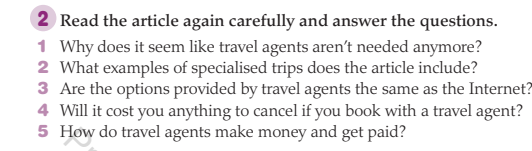 2 Read the article again carefully and answer the questions.
1 Why does it seem like travel agents aren't needed anymore?
2 What examples of specialised trips does the article include?
3 Are the options provided by travel agents the same as the Internet?
4 Will it cost you anything to cancel if you book with a travel agent?
5 How do travel agents make money and get paid?